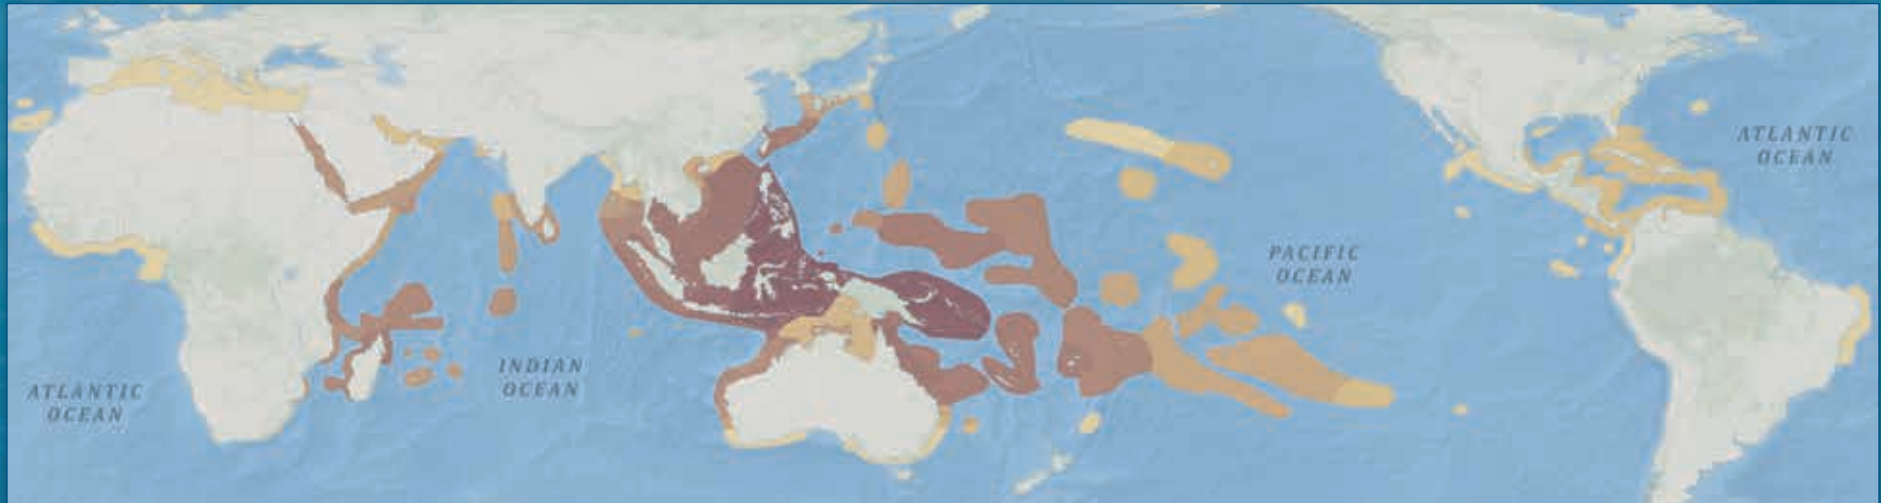 ATLANTIC
OCEAN
PACIFIC
OCEAN
INDIAN
OCEAN
ATLANTIC
OCEAN